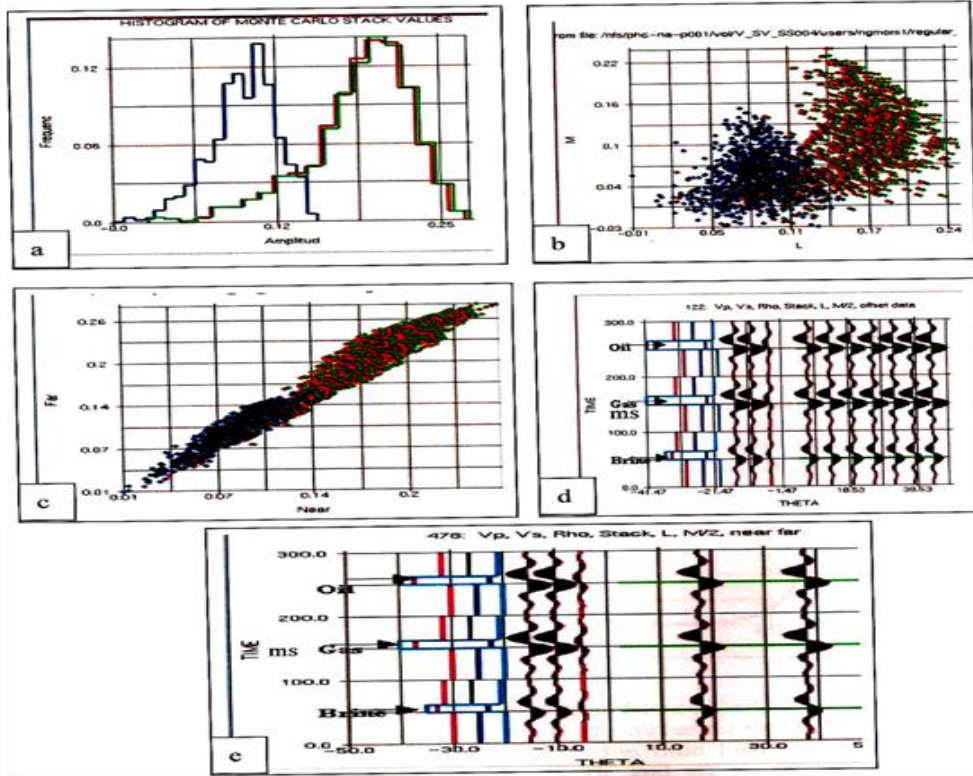 HISTOGRAM OF MONTE CARLO STACK VALUES
Frequent
0.12
0.06
0.0
-0.0
0.12
0.25
Amplitud
a
M
0.22
0.16
0.1
0.04
-0.03
-0.01
0.05
0.11
0.17
0.24
L
b
Far
0.26
0.2
0.14
0.07
0.01
0.01
0.07
0.14
0.2
Near
c
122: Vp, Vs, Rho, Stack, L, M/2, offset data
TIME
ms
300.0
Oil
200.0
Gas
100.0
Brine
0.0
-41.47
-21.47
-1.47
18.53
38.53
THETA
d
476: Vp, Vs, Rho, Stack, L, M/2, near far
TIME
ms
300.0
Oil
200.0
Gas
100.0
Brine
0.0
-50.0
-30.0
-10.0
10.0
30.0
5
THETA
e